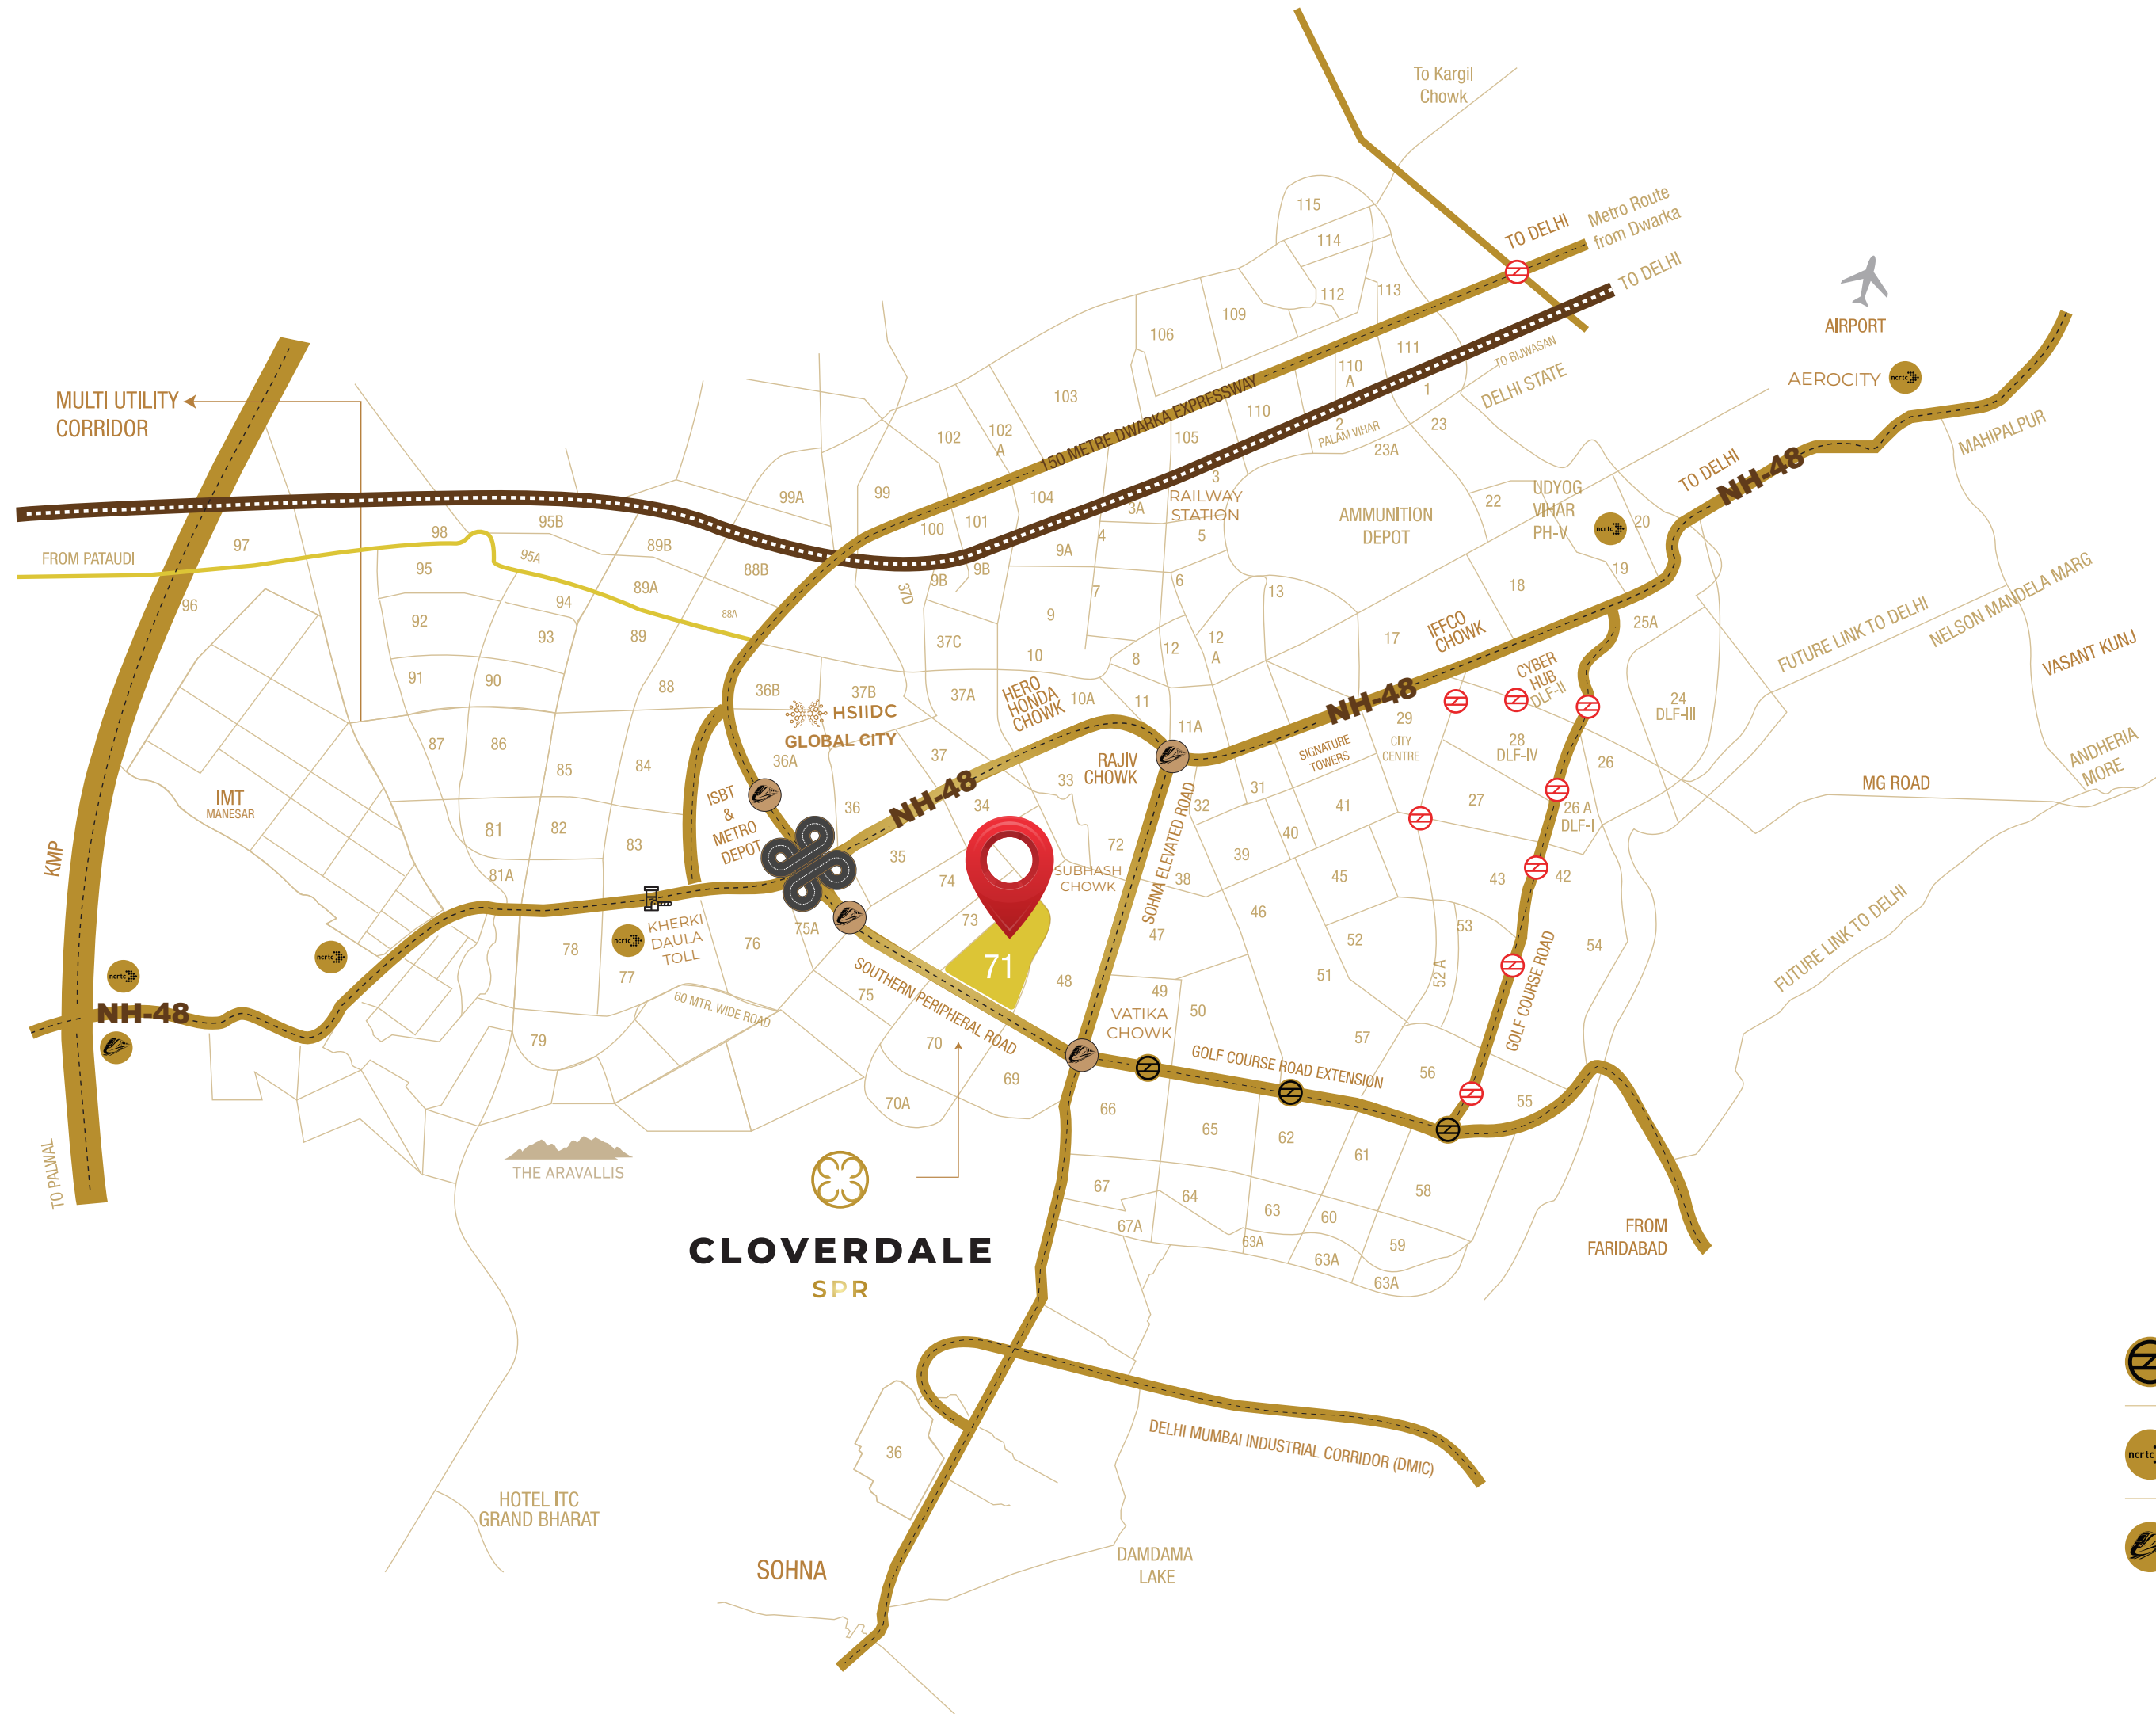 To Kargil
Chowk
115
114
112
113
TO DELHI
Metro Route
from Dwarka
TO DELHI
AIRPORT
AEROCITY
ncrtc
106
109
111
110
A
1
TO BIJWASAN
DELHI STATE
MULTI UTILITY
CORRIDOR
103
102
102
A
150 METRE DWARKA EXPRESSWAY
110
2
PALAM VIHAR
23
23A
105
MAHIPALPUR
TO DELHI
NH-48
99A
99
104
3
RAILWAY
STATION
3A
100
101
AMMUNITION
DEPOT
22
UDYOG
VIHAR
PH-V
ncrtc
20
97
98
95B
95A
89B
88B
9A
4
5
FROM PATAUDI
95
89A
94
9B
9B
37D
7
6
13
18
19
96
92
93
89
88A
37C
9
10
8
12
12
A
17
IFFCO
CHOWK
25A
FUTURE LINK TO DELHI
NELSON MANDELA MARG
VASANT KUNJ
91
90
88
36B
37B
37A
HERO
HONDA
CHOWK
10A
11
11A
CYBER
HUB
DLF-II
24
DLF-III
HSIIDC
GLOBAL CITY
NH-48
29
CITY
CENTRE
28
DLF-IV
26
ANDHERIA
MORE
87
86
85
84
36A
37
33
RAJIV
CHOWK
SIGNATURE
TOWERS
MG ROAD
IMT
MANESAR
ISBT
&
METRO
DEPOT
36
NH-48
34
32
31
41
27
26 A
DLF-I
81
82
83
35
72
40
39
KMP
81A
74
SUBHASH
CHOWK
38
SOHNA ELEVATED ROAD
45
43
42
KHERKI
DAULA
TOLL
ncrtc
75A
73
46
47
53
52
54
78
76
77
ncrtc
ncrtc
71
48
51
52 A
NH-48
SOUTHERN PERIPHERAL ROAD
75
49
50
60 MTR. WIDE ROAD
VATIKA
CHOWK
FUTURE LINK TO DELHI
GOLF COURSE ROAD
79
70
57
69
GOLF COURSE ROAD EXTENSION
56
55
70A
66
65
62
61
TO PALWAL
THE ARAVALLIS
67
64
63
60
58
67A
63A
63A
59
63A
FROM
FARIDABAD
CLOVERDALE
SPR
DELHI MUMBAI INDUSTRIAL CORRIDOR (DMIC)
36
ncrtc
HOTEL ITC
GRAND BHARAT
SOHNA
DAMDAMA
LAKE